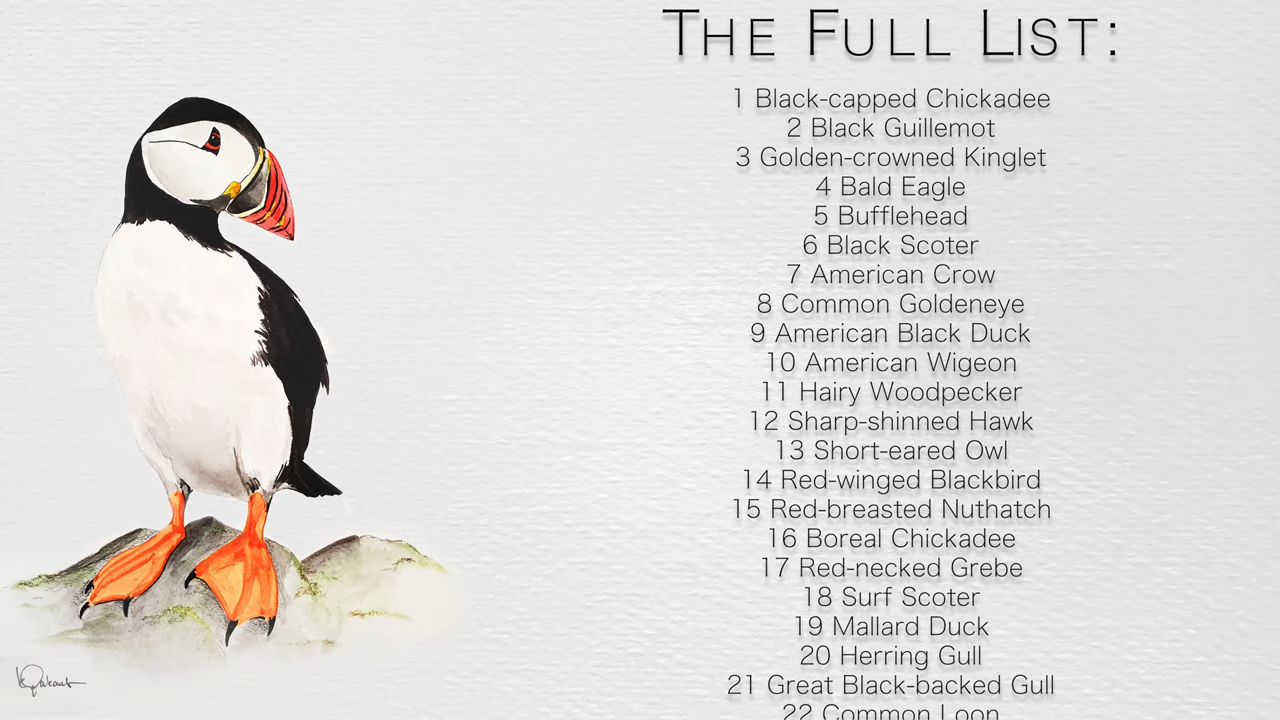 The Full List:
1 Black-capped Chickadee
2 Black Guillemot
3 Golden-crowned Kinglet
4 Bald Eagle
5 Bufflehead
6 Black Scoter
7 American Crow
8 Common Goldeneye
9 American Black Duck
10 American Wigeon
11 Hairy Woodpecker
12 Sharp-shinned Hawk
13 Short-eared Owl
14 Red-winged Blackbird
15 Red-breasted Nuthatch
16 Boreal Chickadee
17 Red-necked Grebe
18 Surf Scoter
19 Mallard Duck
20 Herring Gull
21 Great Black-backed Gull
22 Common Loon